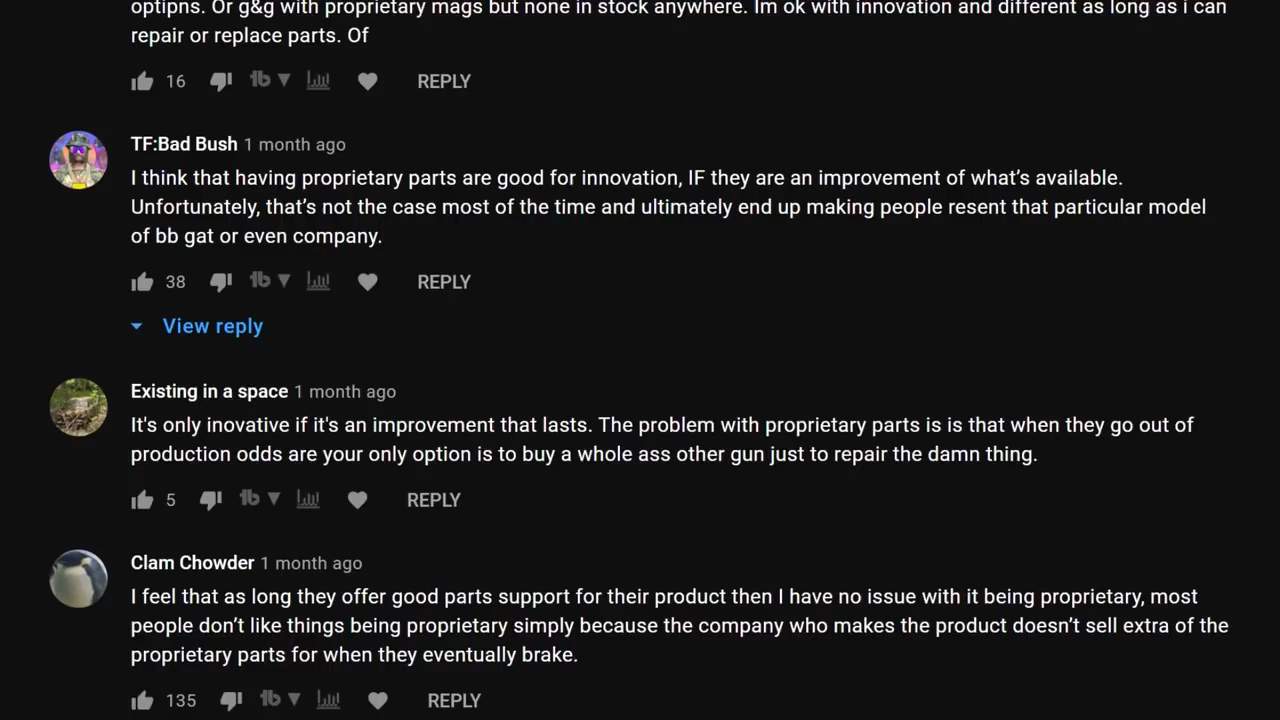 optipns. Or g&g with proprietary mags but none in stock anywhere. Im ok with innovation and different as long as i can
repair or replace parts. Of
16 REPLY
TF:Bad Bush 1 month ago
I think that having proprietary parts are good for innovation, IF they are an improvement of what’s available.
Unfortunately, that’s not the case most of the time and ultimately end up making people resent that particular model
of bb gat or even company.
38 REPLY
View reply
Existing in a space 1 month ago
It's only inovative if it's an improvement that lasts. The problem with proprietary parts is is that when they go out of
production odds are your only option is to buy a whole ass other gun just to repair the damn thing.
5 REPLY
Clam Chowder 1 month ago
I feel that as long they offer good parts support for their product then I have no issue with it being proprietary, most
people don’t like things being proprietary simply because the company who makes the product doesn’t sell extra of the
proprietary parts for when they eventually brake.
135 REPLY